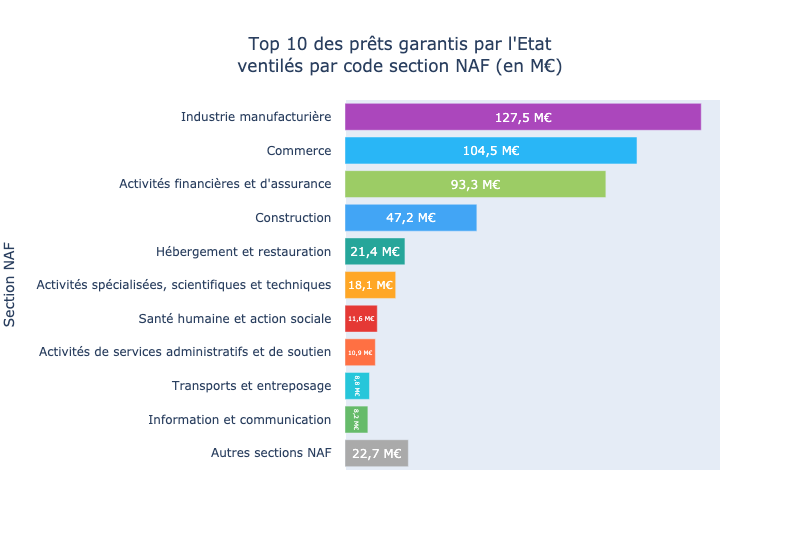 Top 10 des prêts garantis par l'Etat
ventilés par code section NAF (en M€)
Section NAF
Industrie manufacturière 127,5 M€
Commerce 104,5 M€
Activités financières et d'assurance 93,3 M€
Construction 47,2 M€
Hébergement et restauration 21,4 M€
Activités spécialisées, scientifiques et techniques 18,1 M€
Santé humaine et action sociale 11,6 M€
Activités de services administratifs et de soutien 10,9 M€
Transports et entreposage 8,8 M€
Information et communication 8,2 M€
Autres sections NAF 22,7 M€